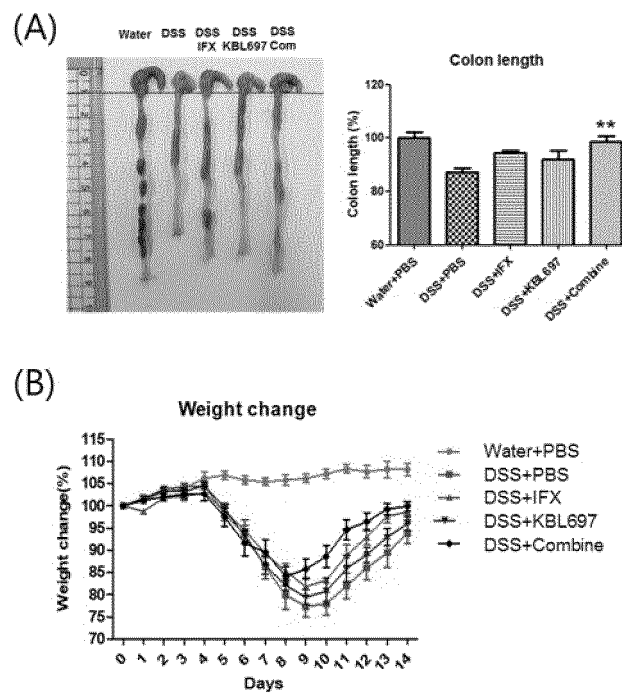 (A)
Water DSS DSS DSS DSS
IFX KBL697 Com
Colon length
Colon length (%)
120
100
80
60
**
Water+PBS
DSS+PBS
DSS+IFX
DSS+KBL697
DSS+Combine
(B)
Weight change
Weight change(%)
115
110
105
100
95
90
85
80
75
70
0 1 2 3 4 5 6 7 8 9 10 11 12 13 14
Days
Water+PBS
DSS+PBS
DSS+IFX
DSS+KBL697
DSS+Combine